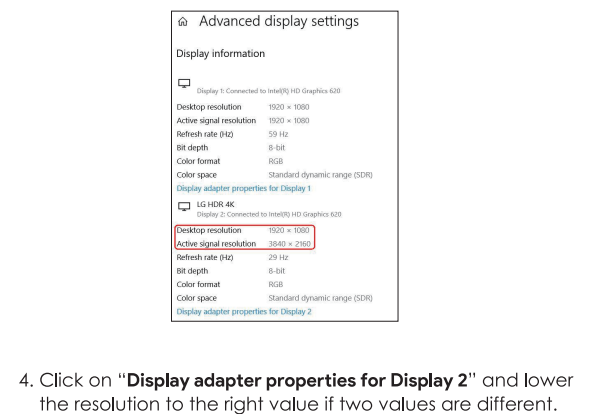 Advanced display settings
Display information
Display 1: Connected to Intel(R) HD Graphics 620
Desktop resolution 1920 × 1080
Active signal resolution 1920 × 1080
Refresh rate (Hz) 59 Hz
Bit depth 8-bit
Color format RGB
Color space Standard dynamic range (SDR)
Display adapter properties for Display 1
LG HDR 4K
Display 2: Connected to Intel(R) HD Graphics 620
Desktop resolution 1920 × 1080
Active signal resolution 3840 × 2160
Refresh rate (Hz) 29 Hz
Bit depth 8-bit
Color format RGB
Color space Standard dynamic range (SDR)
Display adapter properties for Display 2
4. Click on “Display adapter properties for Display 2” and lower
the resolution to the right value if two values are different.